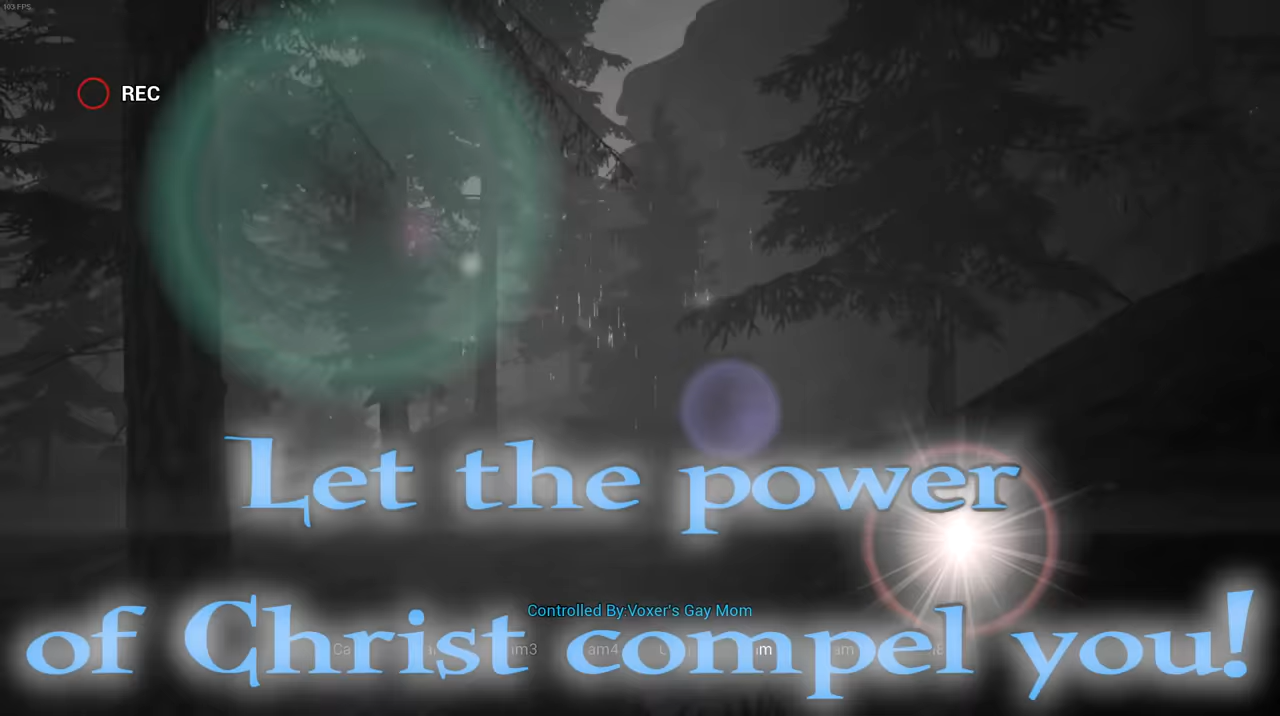 103 FPS
REC
Let the power
Controlled By:Voxer's Gay Mom
of Christ compel you!